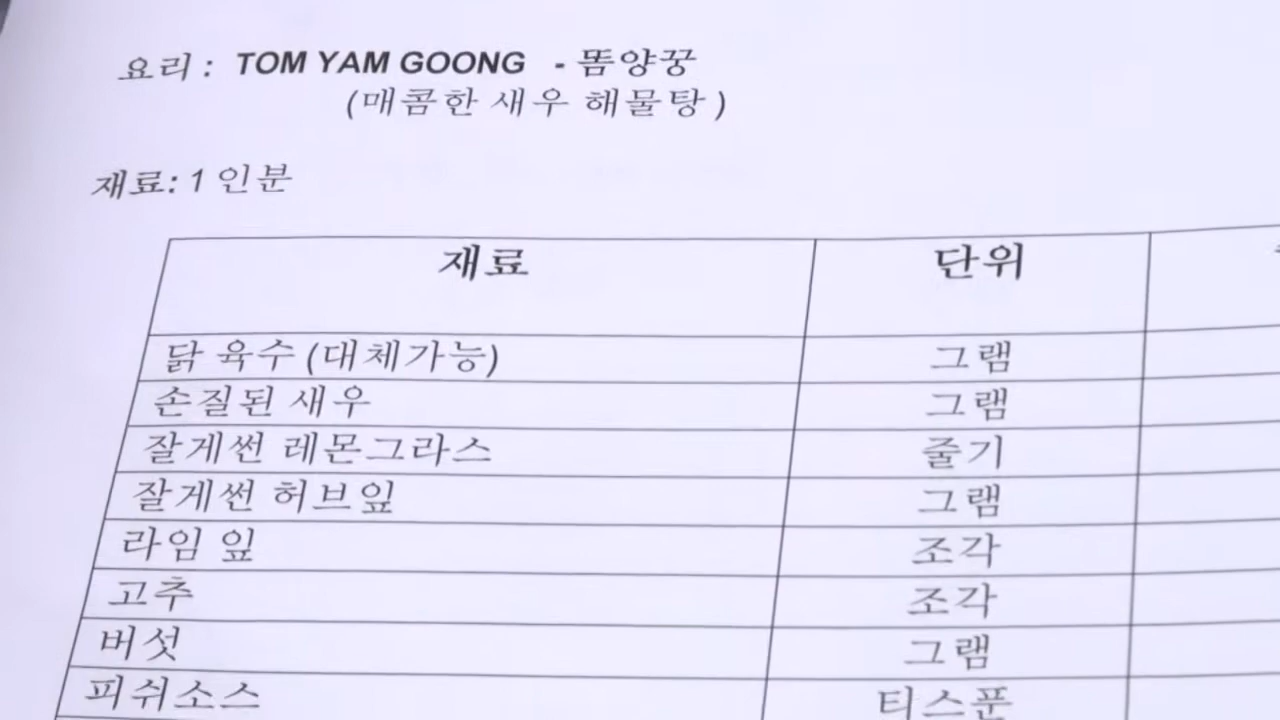 요리 : TOM YAM GOONG - 똠양꿍
(매콤한 새우 해물탕 )
재료: 1 인분
재료 단위
닭 육수 (대체가능) 그램
손질된 새우 그램
잘게썬 레몬그라스 줄기
잘게썬 허브잎 그램
라임 잎 조각
고추 조각
버섯 그램
피쉬소스 티스푼